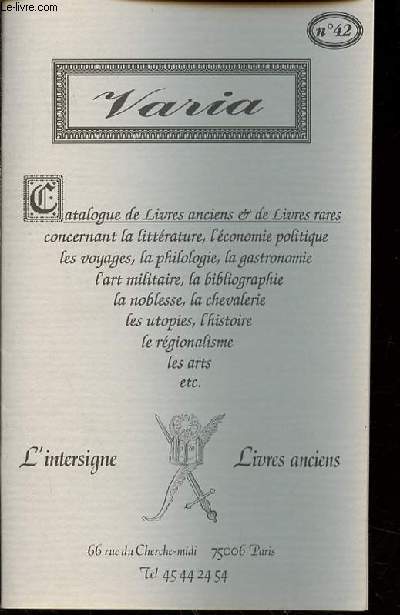 © Le-livre.com
n° 42
Varia
Catalogue de Livres anciens & de Livres rares
concernant la littérature, l'économie politique
les voyages, la philologie, la gastronomie
l'art militaire, la bibliographie
la noblesse, la chevalerie
les utopies, l'histoire
le régionalisme
les arts
etc.
L'intersigne Livres anciens
66 rue du Cherche-midi 75006 Paris
Tel 45 44 24 54